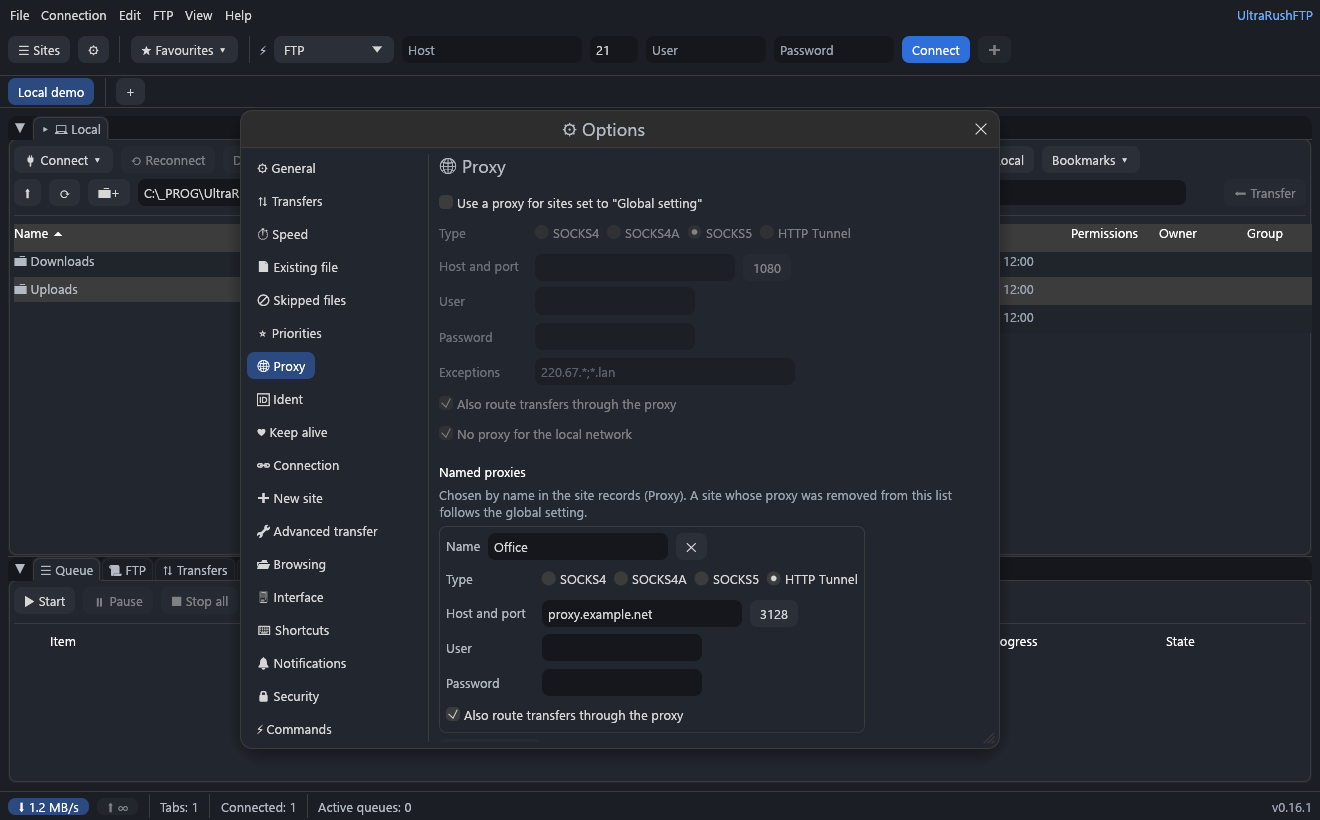 File Connection Edit FTP View Help UltraRushFTP
Sites ★ Favourites ▾ ⚡ FTP Host 21 User Password Connect +
Local demo +
Local
Connect ▾ Reconnect D
C:\_PROG\UltraR
Name
Downloads
Uploads
ocal Bookmarks ▾
Transfer
Permissions Owner Group
12:00
12:00
12:00
Options
General
Transfers
Speed
Existing file
Skipped files
Priorities
Proxy
Ident
Keep alive
Connection
New site
Advanced transfer
Browsing
Interface
Shortcuts
Notifications
Security
Commands
Proxy
Use a proxy for sites set to "Global setting"
Type SOCKS4 SOCKS4A SOCKS5 HTTP Tunnel
Host and port 1080
User
Password
Exceptions 220.67.*;*.lan
Also route transfers through the proxy
No proxy for the local network
Named proxies
Chosen by name in the site records (Proxy). A site whose proxy was removed from this list
follows the global setting.
Name Office
Type SOCKS4 SOCKS4A SOCKS5 HTTP Tunnel
Host and port proxy.example.net 3128
User
Password
Also route transfers through the proxy
Queue FTP Transfers
Start Pause Stop all
Item ogress State
1.2 MB/s ∞ Tabs: 1 Connected: 1 Active queues: 0 v0.16.1